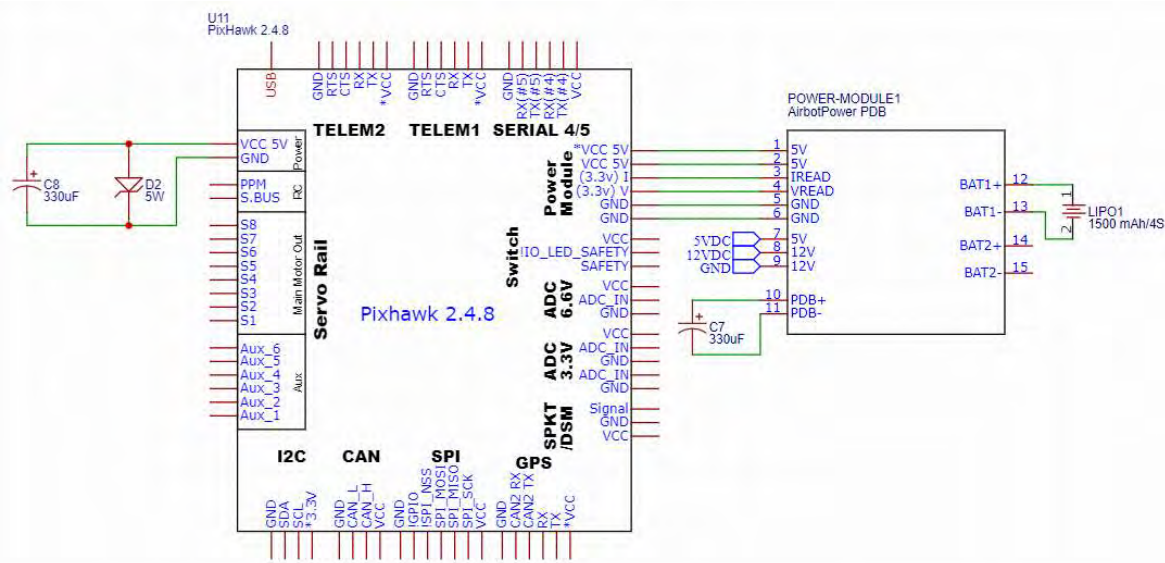 U11
PixHawk 2.4.8
USB
GND
RTS
CTS
RX
TX
*VCC
GND
RTS
CTS
RX
TX
*VCC
GND
RX(#5)
TX(#5)
RX(#4)
TX(#4)
VCC
TELEM2
TELEM1
SERIAL 4/5
VCC 5V
GND
Power
PPM
S.BUS
RC
S8
S7
S6
S5
S4
S3
S2
S1
Main Motor Out
Servo Rail
Aux_6
Aux_5
Aux_4
Aux_3
Aux_2
Aux_1
Aux
C8
330uF
D2
5W
Pixhawk 2.4.8
*VCC 5V
VCC 5V
(3.3v) I
(3.3v) V
GND
GND
Power
Module
VCC
!IO_LED_SAFETY
SAFETY
Switch
VCC
ADC_IN
GND
ADC
6.6V
VCC
ADC_IN
GND
ADC_IN
GND
ADC
3.3V
Signal
GND
VCC
SPKT
/DSM
I2C
CAN
SPI
GPS
GND
SDA
SCL
*3.3V
GND
CAN_L
CAN_H
VCC
GND
!GPIO
!SPI_NSS
SPI_MOSI
SPI_MISO
SPI_SCK
VCC
GND
CAN2 RX
CAN2 TX
RX
TX
*VCC
POWER-MODULE1
AirbotPower PDB
1 5V
2 5V
3 IREAD
4 VREAD
5 GND
6 GND
5VDC 7 5V
12VDC 8 12V
GND 9 12V
10 PDB+
11 PDB-
C7
330uF
BAT1+ 12
BAT1- 13
BAT2+ 14
BAT2- 15
1
2
LIPO1
1500 mAh/4S